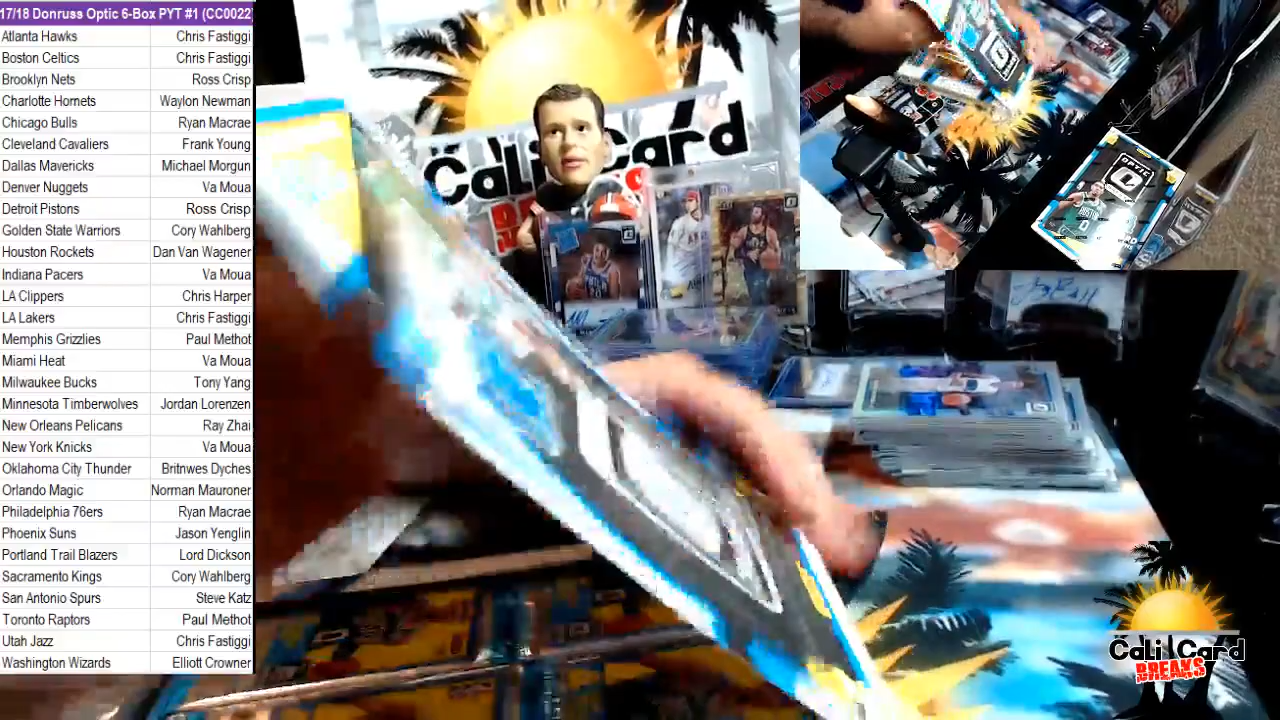 17/18 Donruss Optic 6-Box PYT #1 (CC0022
Atlanta Hawks Chris Fastiggi
Boston Celtics Chris Fastiggi
Brooklyn Nets Ross Crisp
Charlotte Hornets Waylon Newman
Chicago Bulls Ryan Macrae
Cleveland Cavaliers Frank Young
Dallas Mavericks Michael Morgun
Denver Nuggets Va Moua
Detroit Pistons Ross Crisp
Golden State Warriors Cory Wahlberg
Houston Rockets Dan Van Wagener
Indiana Pacers Va Moua
LA Clippers Chris Harper
LA Lakers Chris Fastiggi
Memphis Grizzlies Paul Methot
Miami Heat Va Moua
Milwaukee Bucks Tony Yang
Minnesota Timberwolves Jordan Lorenzen
New Orleans Pelicans Ray Zhai
New York Knicks Va Moua
Oklahoma City Thunder Britnwes Dyches
Orlando Magic Norman Mauroner
Philadelphia 76ers Ryan Macrae
Phoenix Suns Jason Yenglin
Portland Trail Blazers Lord Dickson
Sacramento Kings Cory Wahlberg
San Antonio Spurs Steve Katz
Toronto Raptors Paul Methot
Utah Jazz Chris Fastiggi
Washington Wizards Elliott Crowner
Cali Card
OPTIC
Cali Card
BREAKS